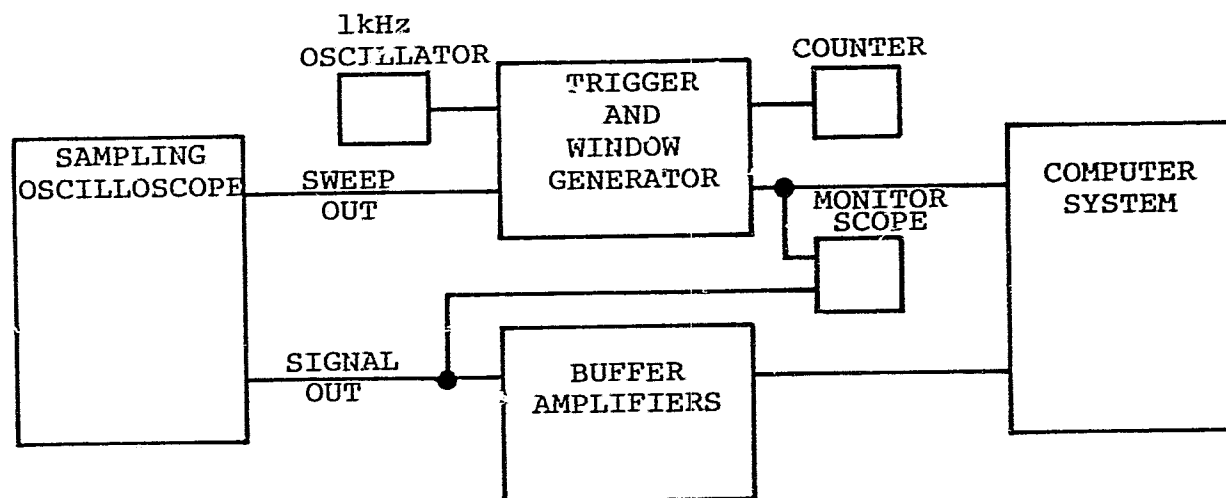 1kHz
OSCILLATOR
COUNTER
TRIGGER
AND
WINDOW
GENERATOR
SAMPLING
OSCILLOSCOPE
SWEEP
OUT
COMPUTER
SYSTEM
MONITOR
SCOPE
SIGNAL
OUT
BUFFER
AMPLIFIERS